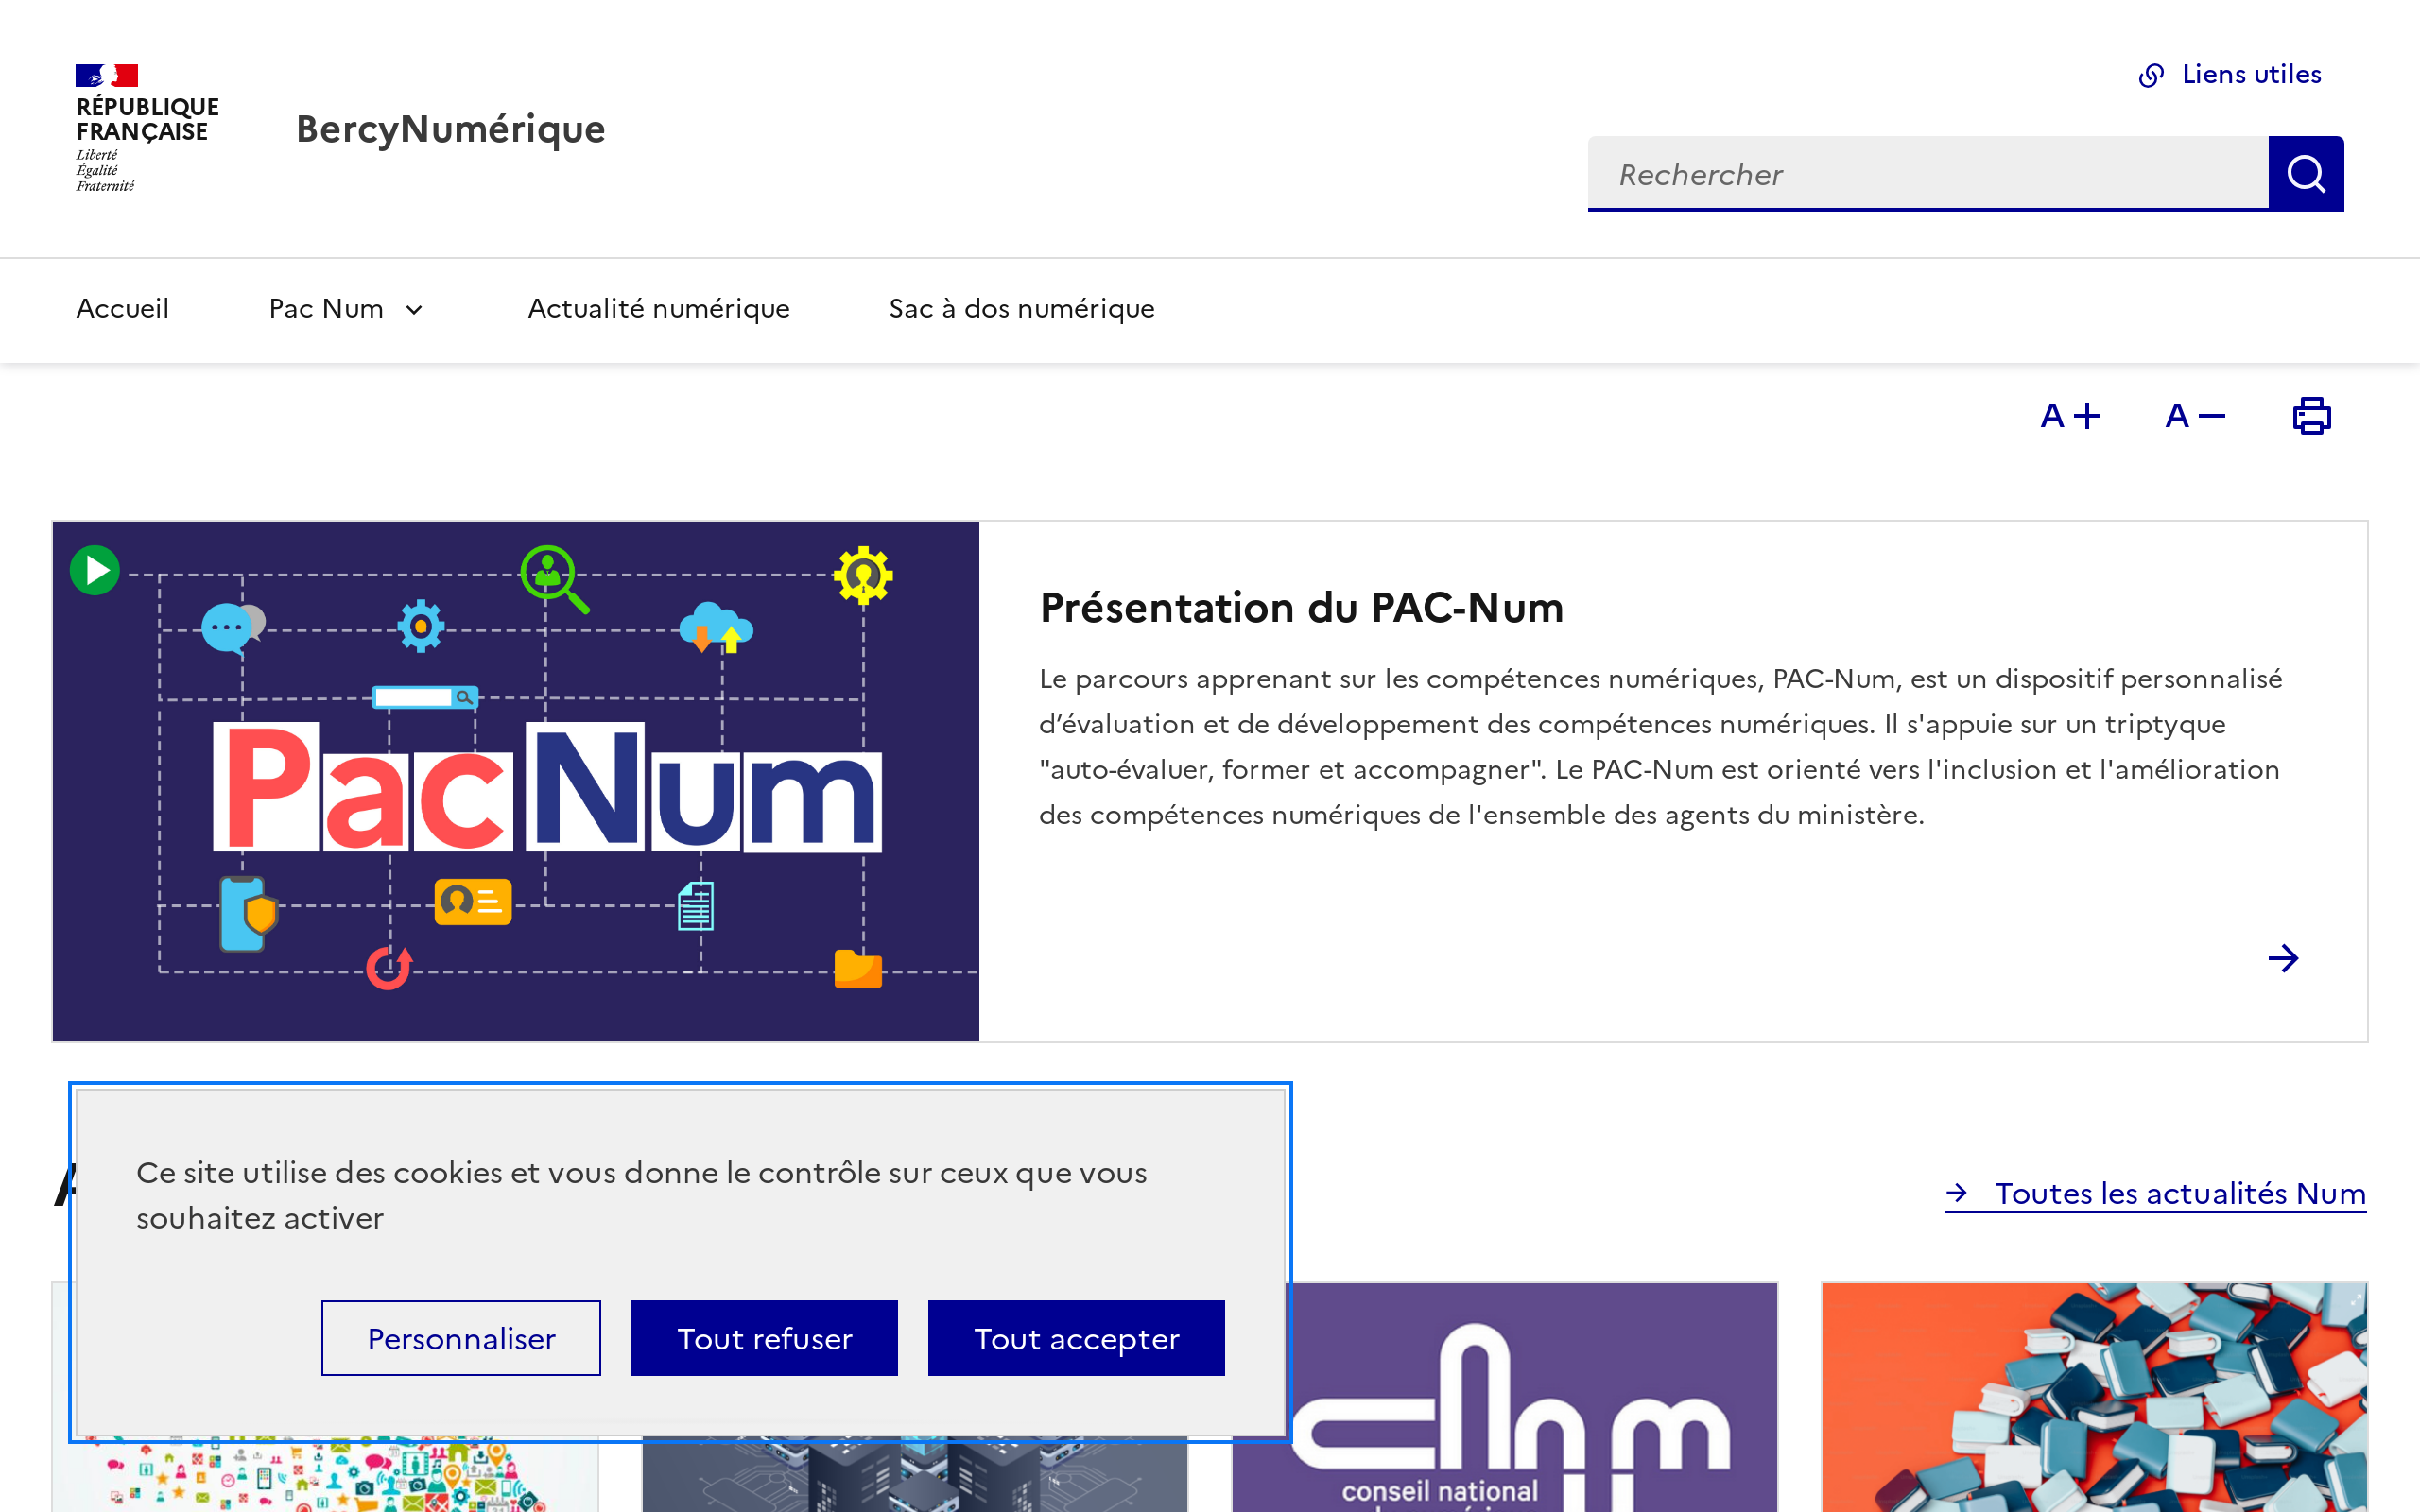 Liens utiles
RÉPUBLIQUE
FRANÇAISE
Liberté
Égalité
Fraternité
BercyNumérique
Rechercher
Accueil
Pac Num
Actualité numérique
Sac à dos numérique
A+
A−
Pac Num
Présentation du PAC-Num
Le parcours apprenant sur les compétences numériques, PAC-Num, est un dispositif personnalisé
d’évaluation et de développement des compétences numériques. Il s'appuie sur un triptyque
"auto-évaluer, former et accompagner". Le PAC-Num est orienté vers l'inclusion et l'amélioration
des compétences numériques de l'ensemble des agents du ministère.
Ce site utilise des cookies et vous donne le contrôle sur ceux que vous
souhaitez activer
Personnaliser
Tout refuser
Tout accepter
Toutes les actualités Num
conseil national